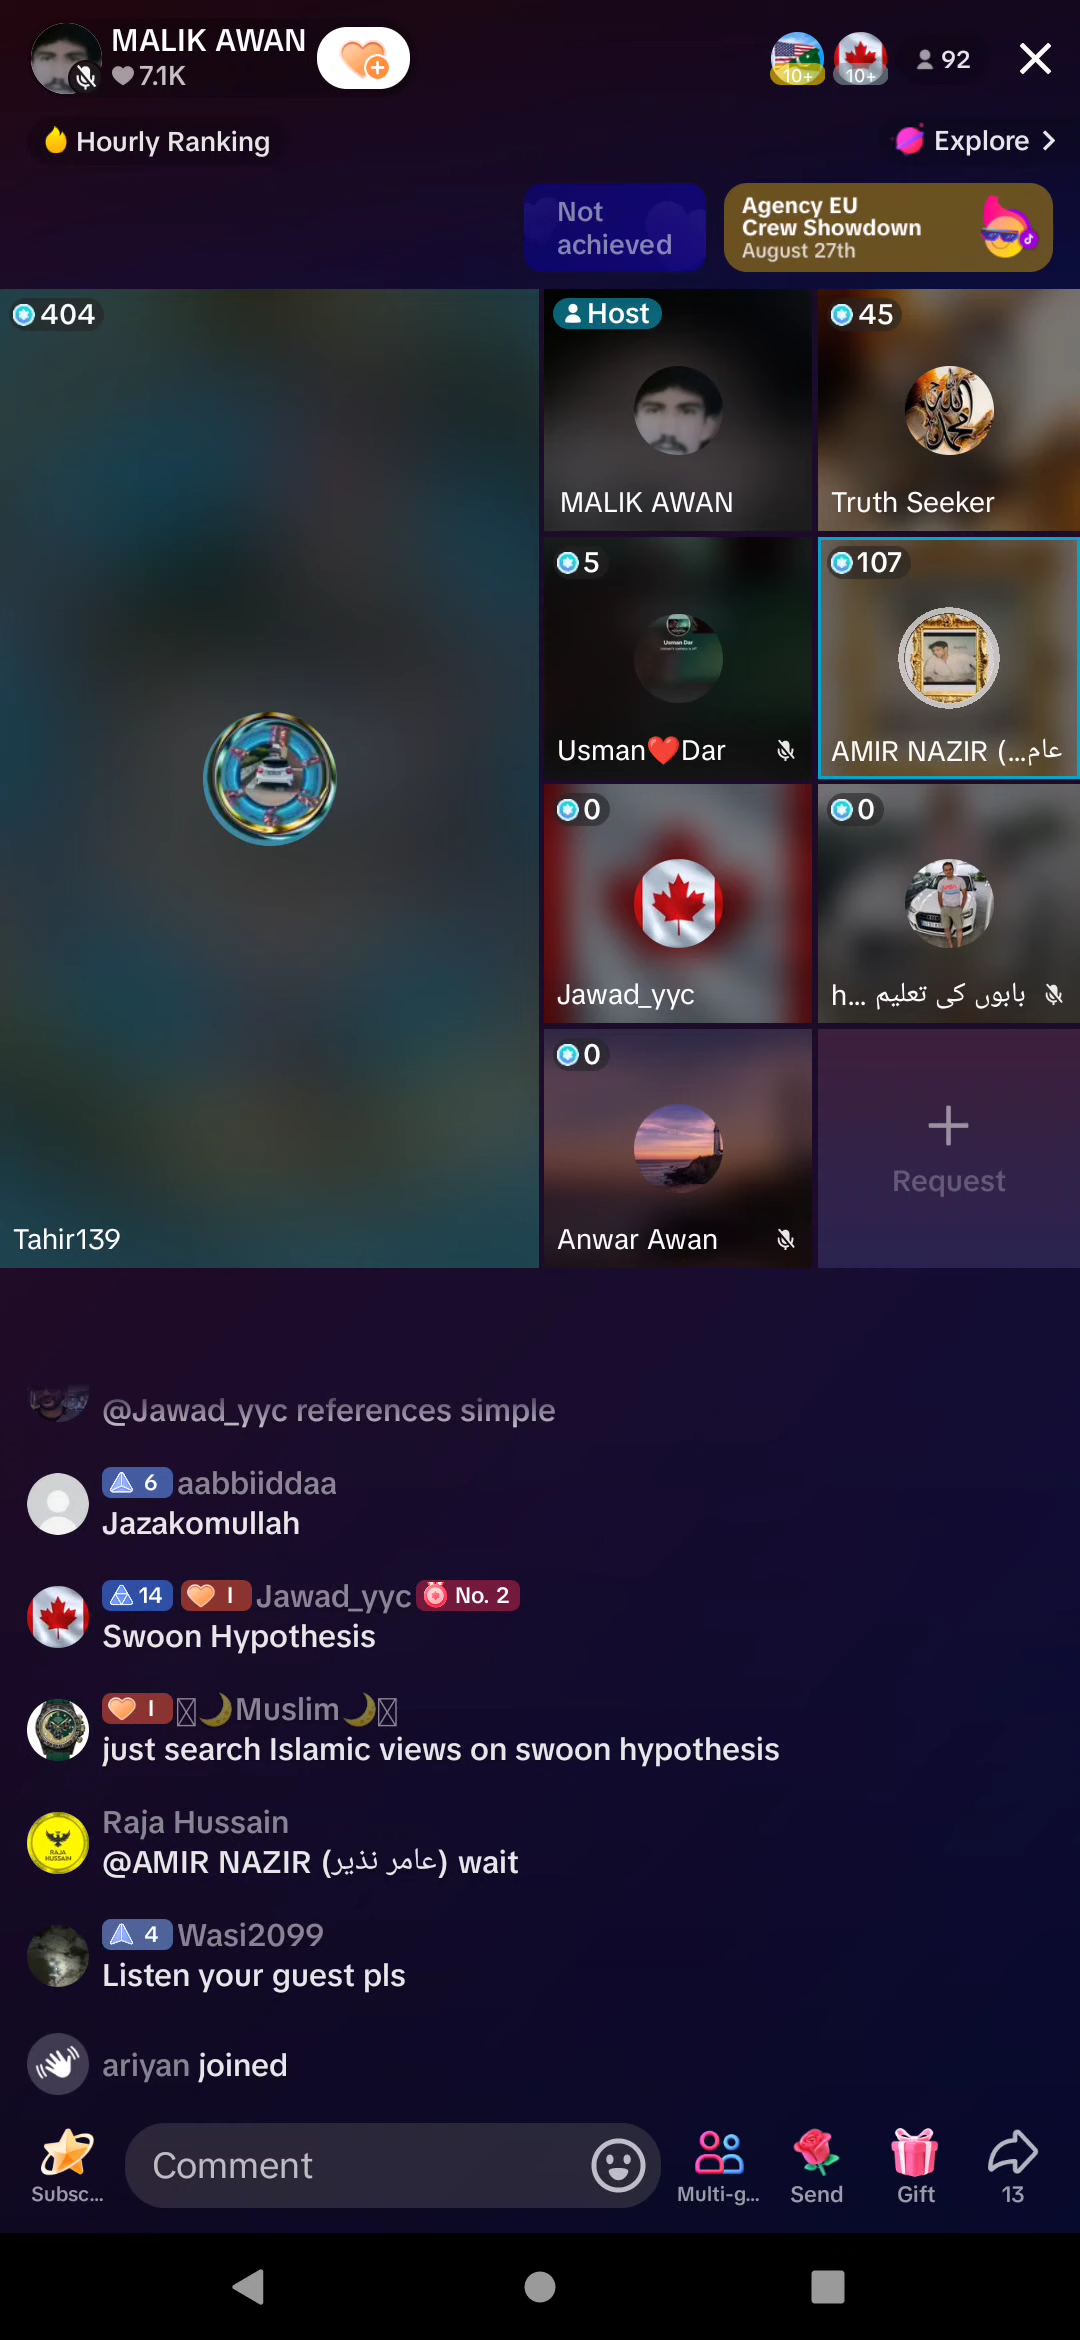 MALIK AWAN
7.1K
10+
10+
92
Hourly Ranking
Explore
Not
achieved
Agency EU
Crew Showdown
August 27th
404
Host
MALIK AWAN
45
Truth Seeker
5
Usman Dar
Usman❤️Dar
107
AMIR NAZIR (...عام
0
Jawad_yyc
0
h... بابوں کی تعلیم
0
Anwar Awan
Request
Tahir139
@Jawad_yyc references simple
6 aabbiiddaa
Jazakomullah
14 I Jawad_yyc No. 2
Swoon Hypothesis
I 🌙Muslim🌙
just search Islamic views on swoon hypothesis
RAJA
HUSSAIN
Raja Hussain
@AMIR NAZIR (عامر نذیر) wait
4 Wasi2099
Listen your guest pls
ariyan joined
Subsc...
Comment
Multi-g...
Send
Gift
13